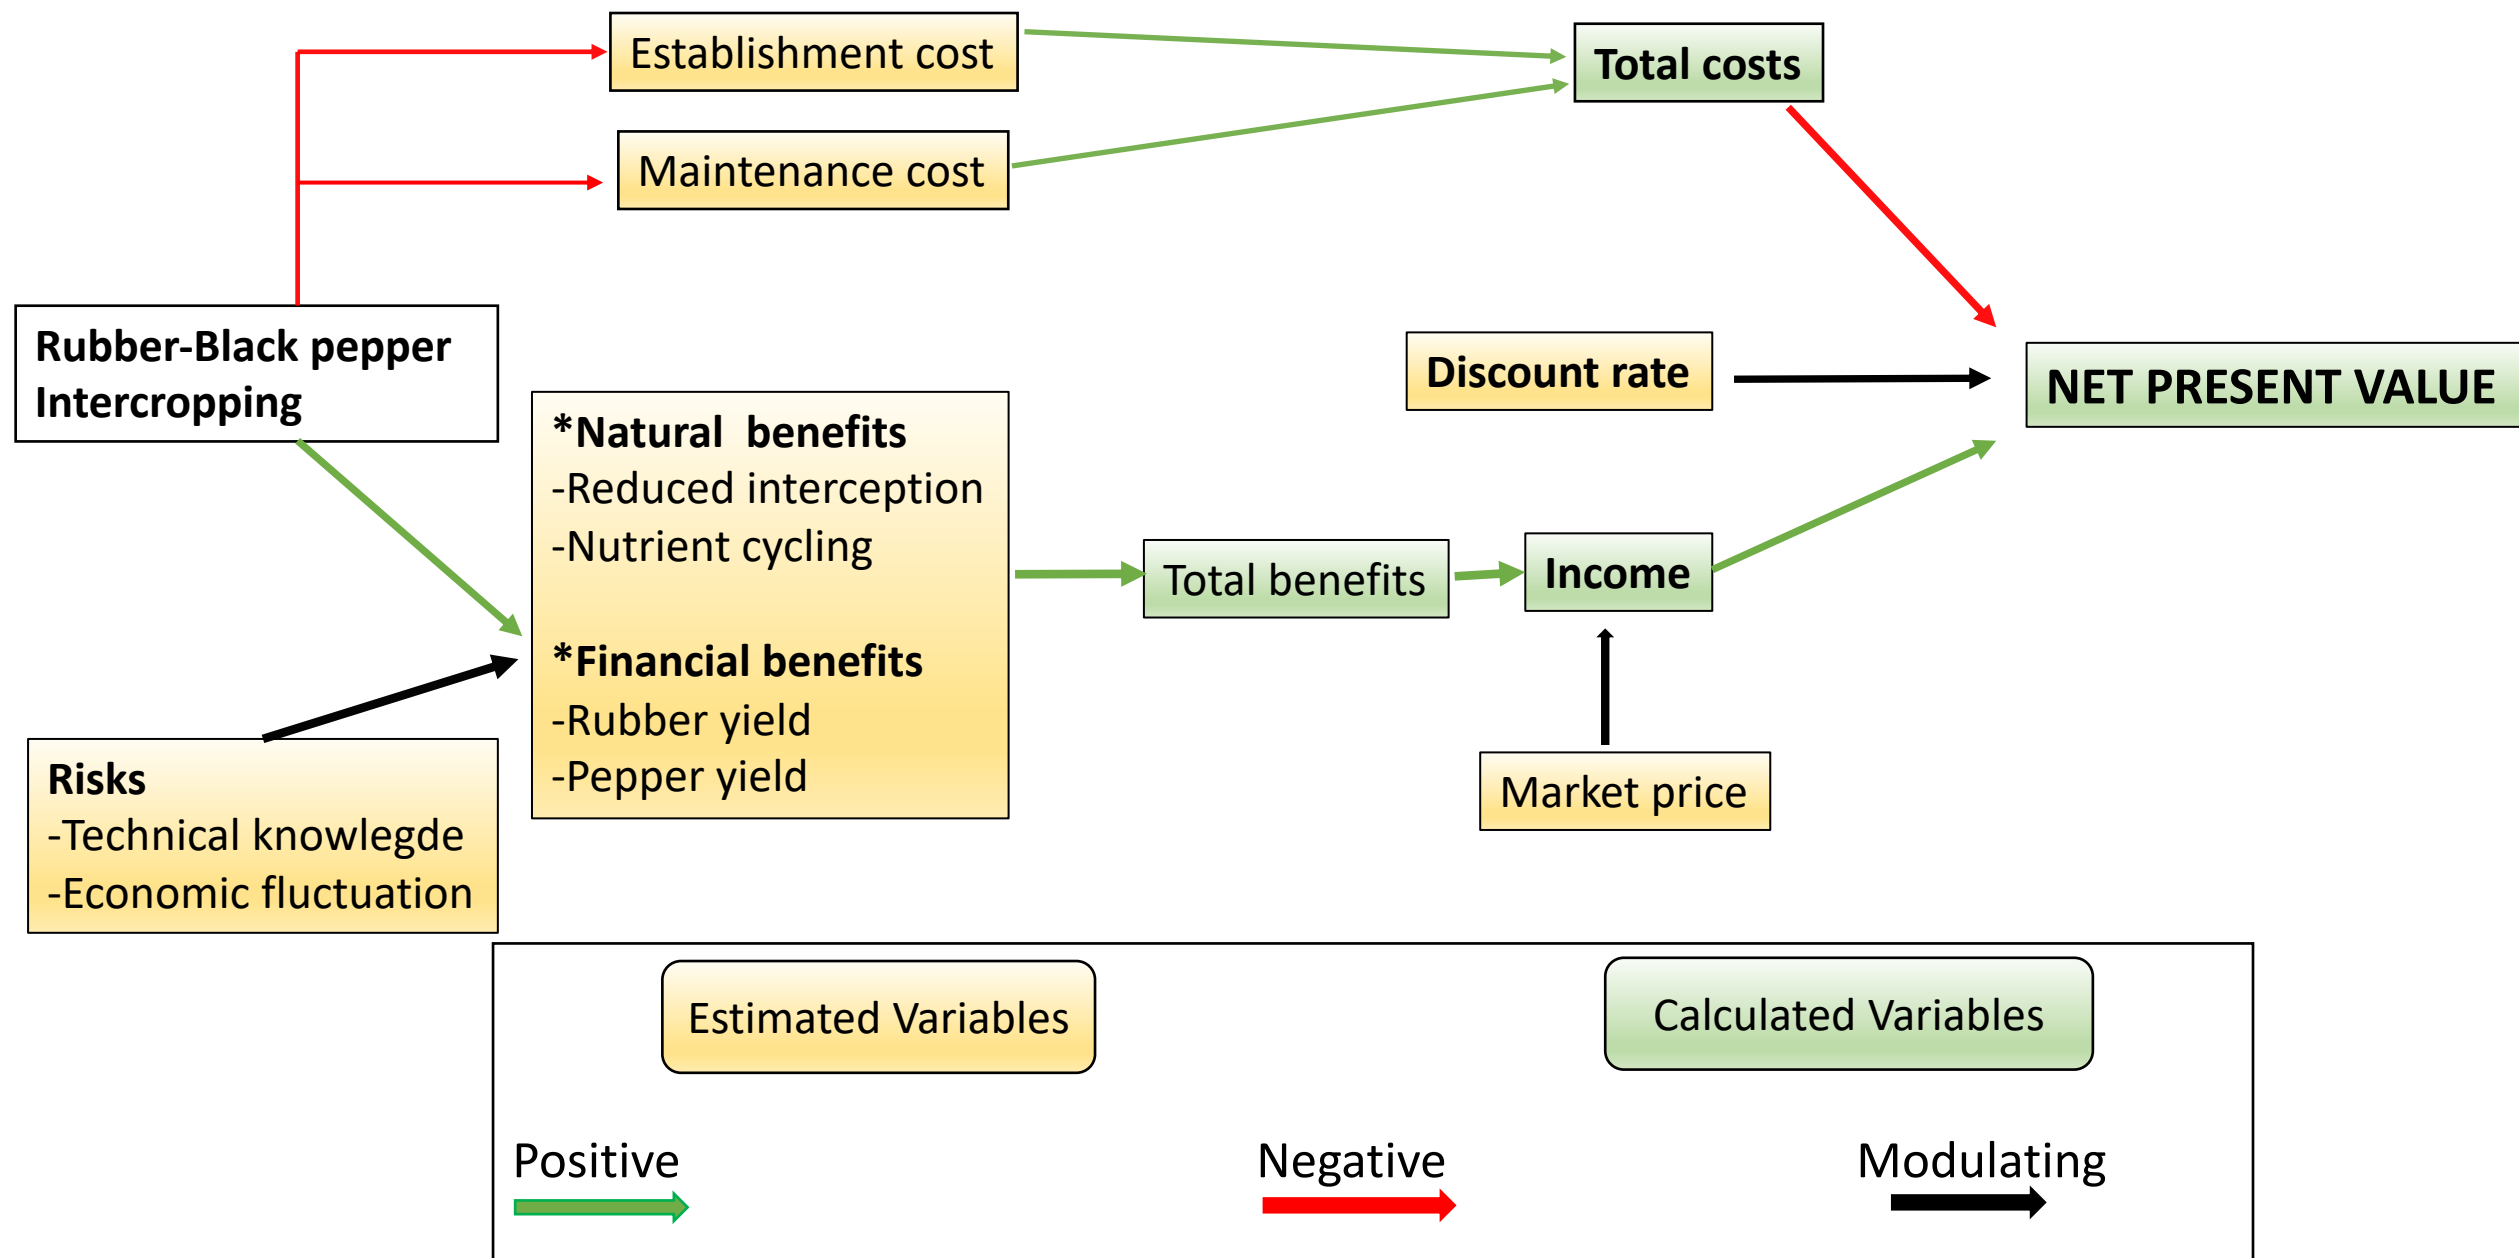 Establishment cost
Total costs
Maintenance cost
Rubber-Black pepper
Intercropping
Discount rate
NET PRESENT VALUE
*Natural  benefits
-Reduced interception
-Nutrient cycling
*Financial benefits
-Rubber yield
-Pepper yield
Total benefits
Income
Market price
Risks
-Technical knowlegde
-Economic fluctuation
Estimated Variables
Calculated Variables
Positive
Negative
Modulating